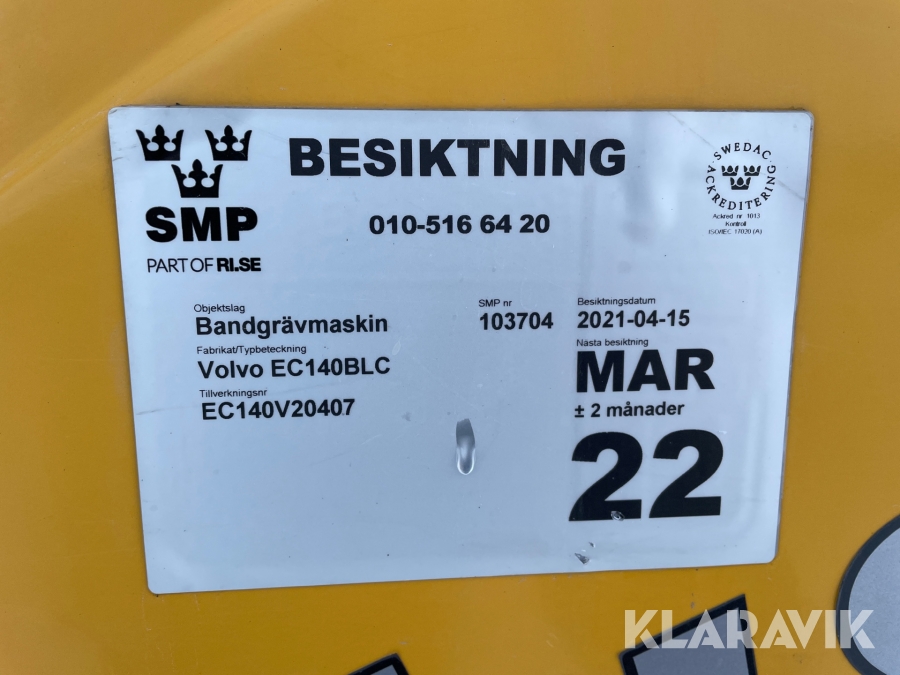 BESIKTNING
SMP
PART OF RI.SE
010-516 64 20
SWEDAC
ACKREDITERING
Ackred nr 1013
Kontroll
ISO/IEC 17020 (A)
Objektslag
Bandgrävmaskin
SMP nr
103704
Besiktningsdatum
2021-04-15
Fabrikat/Typbeteckning
Volvo EC140BLC
Nästa besiktning
MAR
± 2 månader
22
Tillverkningsnr
EC140V20407
KLARAVIK